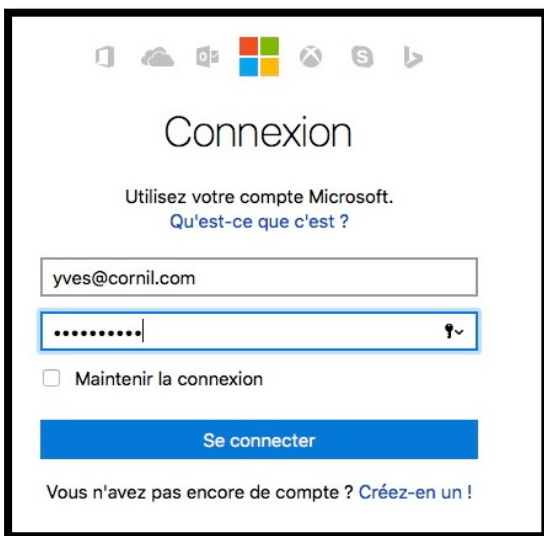 Connexion
Utilisez votre compte Microsoft.
Qu'est-ce que c'est ?
yves@cornil.com
••••••••••
Maintenir la connexion
Se connecter
Vous n'avez pas encore de compte ? Créez-en un !